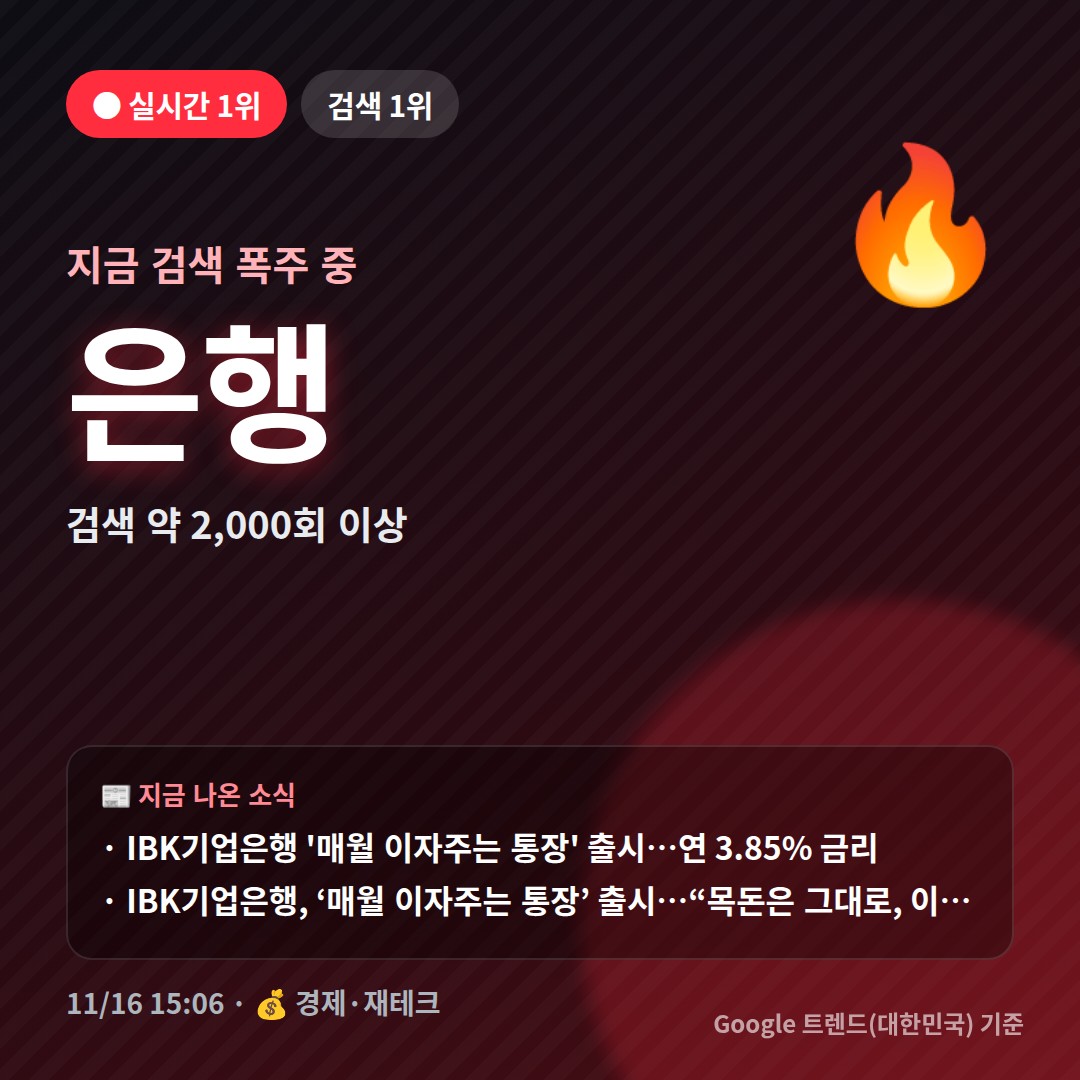 실시간 1위
검색 1위
지금 검색 폭주 중
은행
검색 약 2,000회 이상
지금 나온 소식
· IBK기업은행 '매월 이자주는 통장' 출시…연 3.85% 금리
· IBK기업은행, ‘매월 이자주는 통장’ 출시…“목돈은 그대로, 이…
11/16 15:06 · 💰 경제·재테크
Google 트렌드(대한민국) 기준